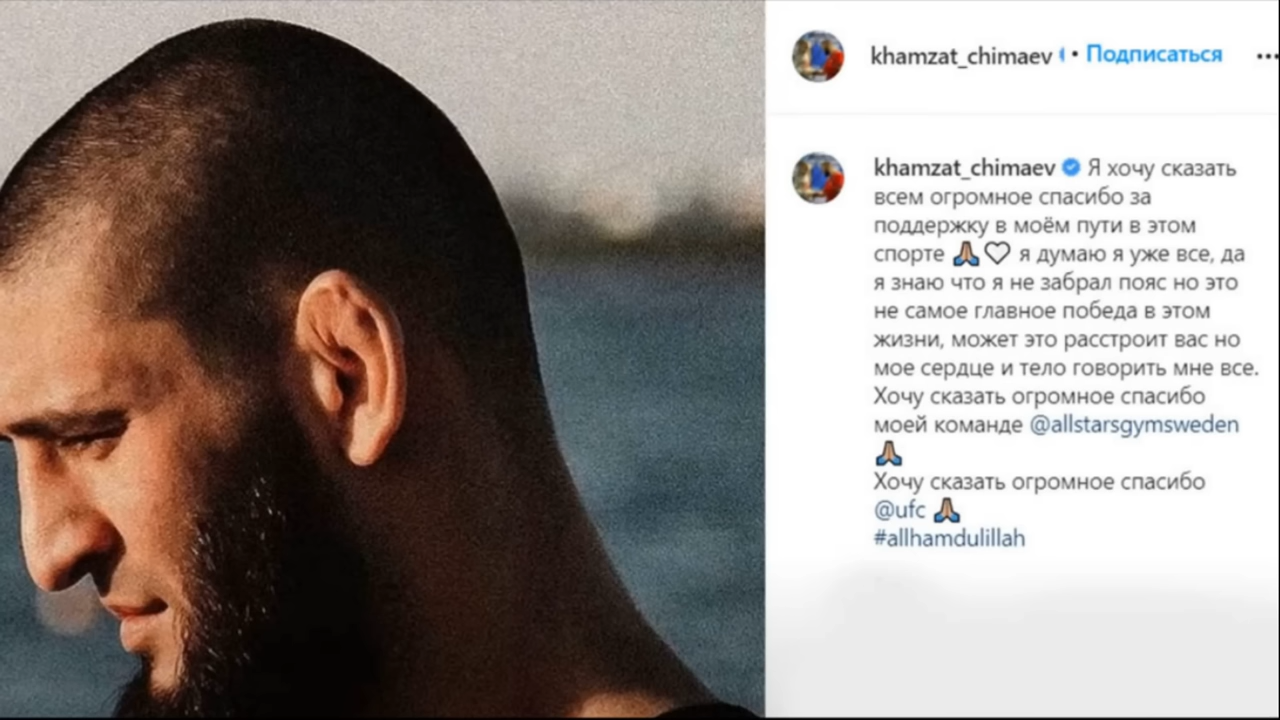 khamzat_chimaev • Подписаться
khamzat_chimaev Я хочу сказать
всем огромное спасибо за
поддержку в моём пути в этом
спорте 🙏🏼🤍 я думаю я уже все, да
я знаю что я не забрал пояс но это
не самое главное победа в этом
жизни, может это расстроит вас но
мое сердце и тело говорить мне все.
Хочу сказать огромное спасибо
моей команде @allstarsgymsweden
🙏🏼
Хочу сказать огромное спасибо
@ufc 🙏🏼
#allhamdulillah